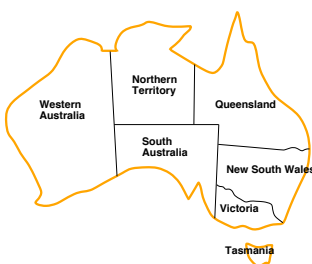 Northern
Territory
Western
Australia
Queensland
South
Australia
New South Wales
Victoria
Tasmania